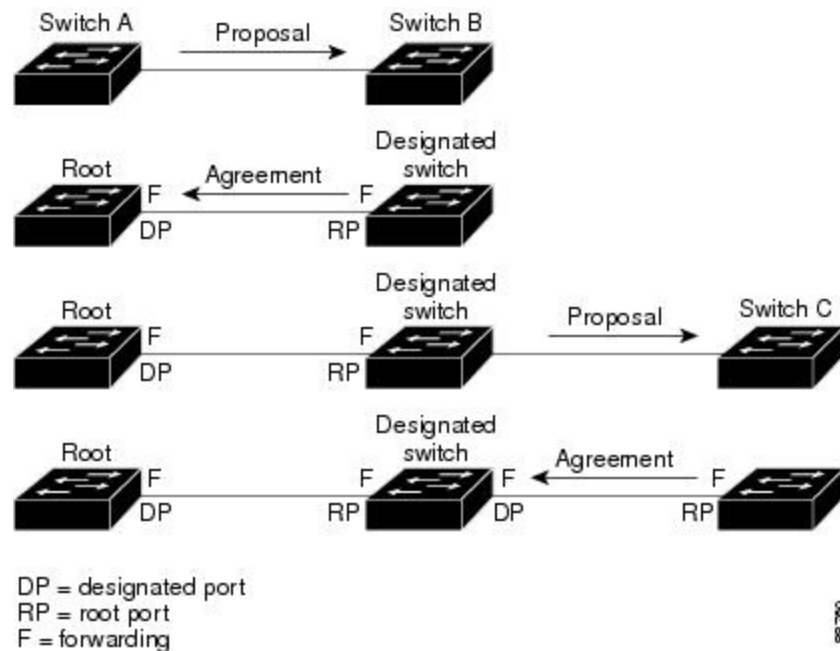 Switch A
Proposal
Switch B
Root
F
Agreement
F
Designated
switch
DP
RP
Root
F
Designated
switch
F
Proposal
Switch C
DP
RP
Root
F
Designated
switch
F
F
Agreement
F
DP
RP
DP
RP
DP = designated port
RP = root port
F = forwarding